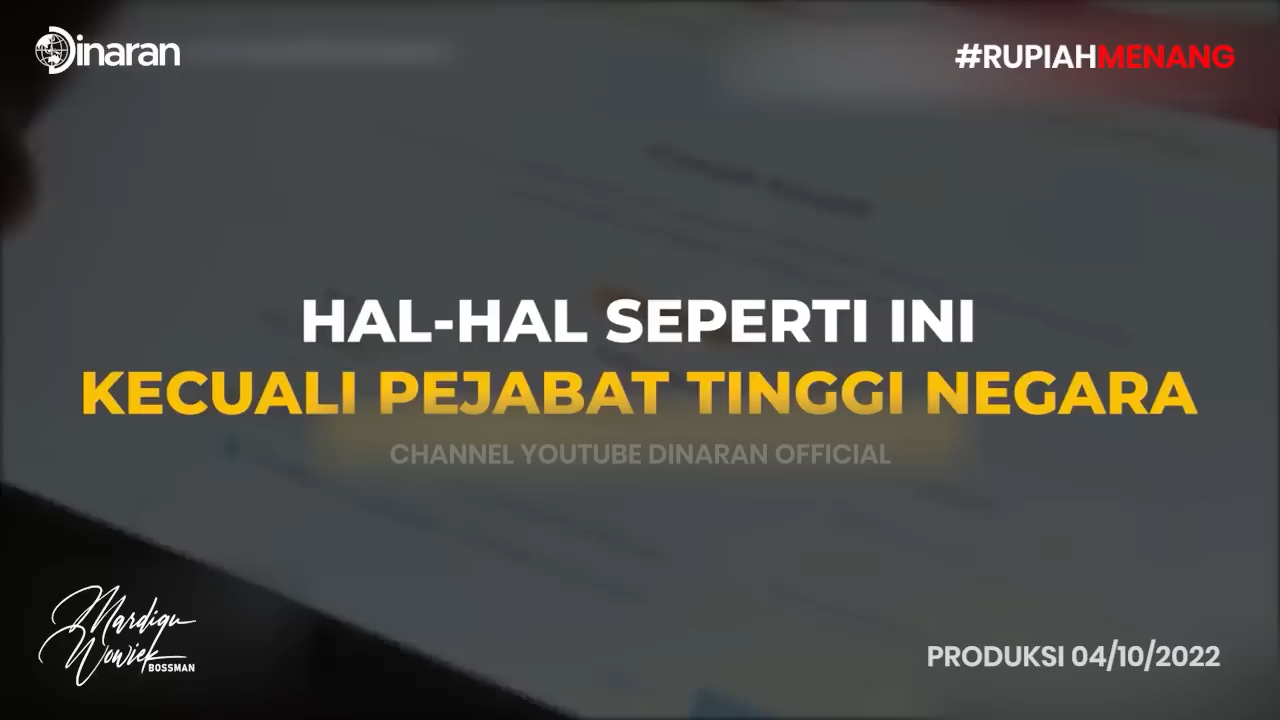 Dinaran
#RUPIAHMENANG
HAL-HAL SEPERTI INI
KECUALI PEJABAT TINGGI NEGARA
CHANNEL YOUTUBE DINARAN OFFICIAL
Mardigu
Wowiek
BOSSMAN
PRODUKSI 04/10/2022